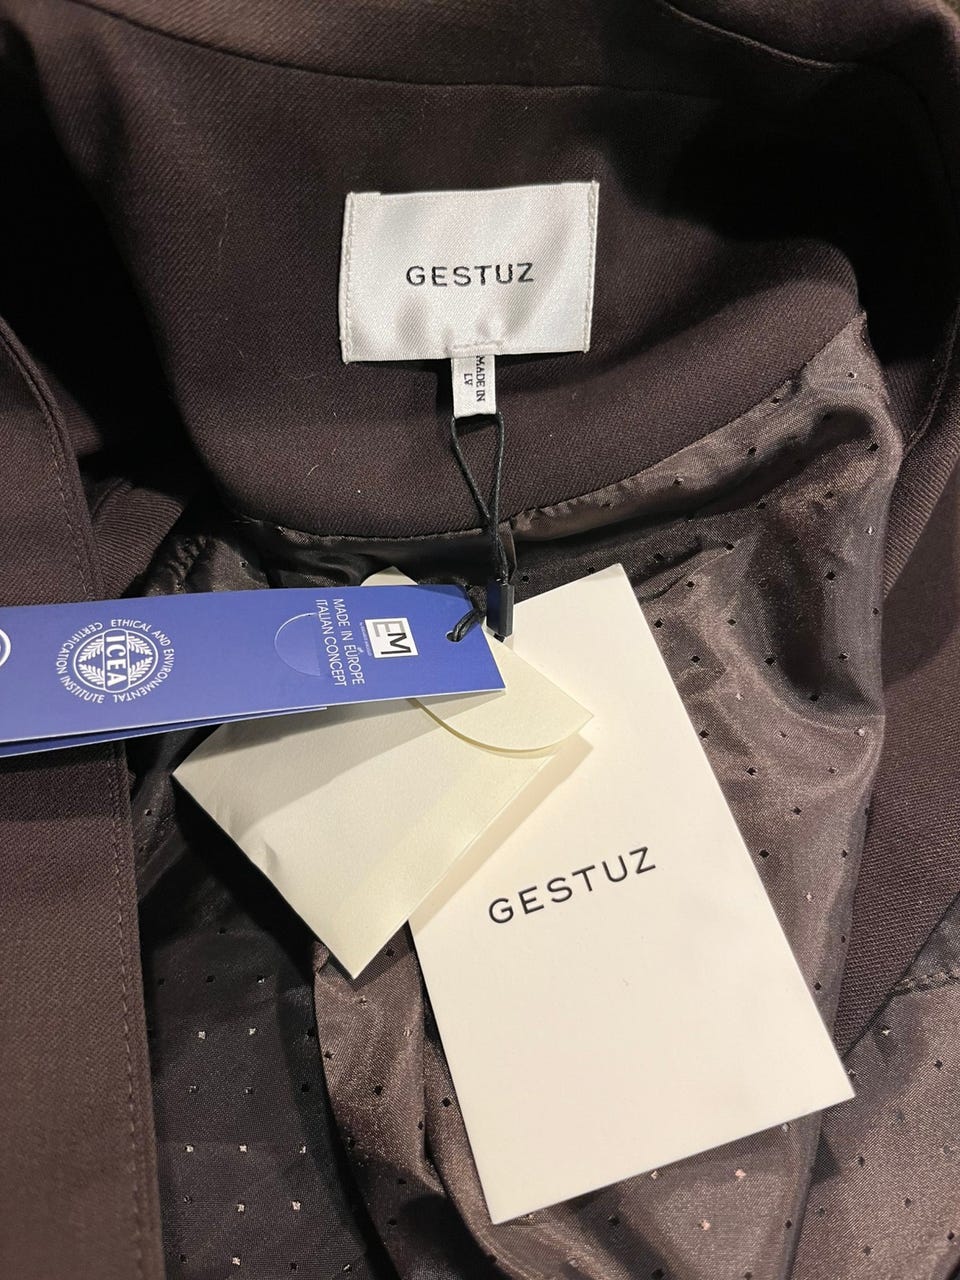 GESTUZ
MADE IN
LV
EM
MADE IN EUROPE
ITALIAN CONCEPT
ETHICAL AND ENVIRONMENTAL
CERTIFICATION INSTITUTE
ICEA
GESTUZ